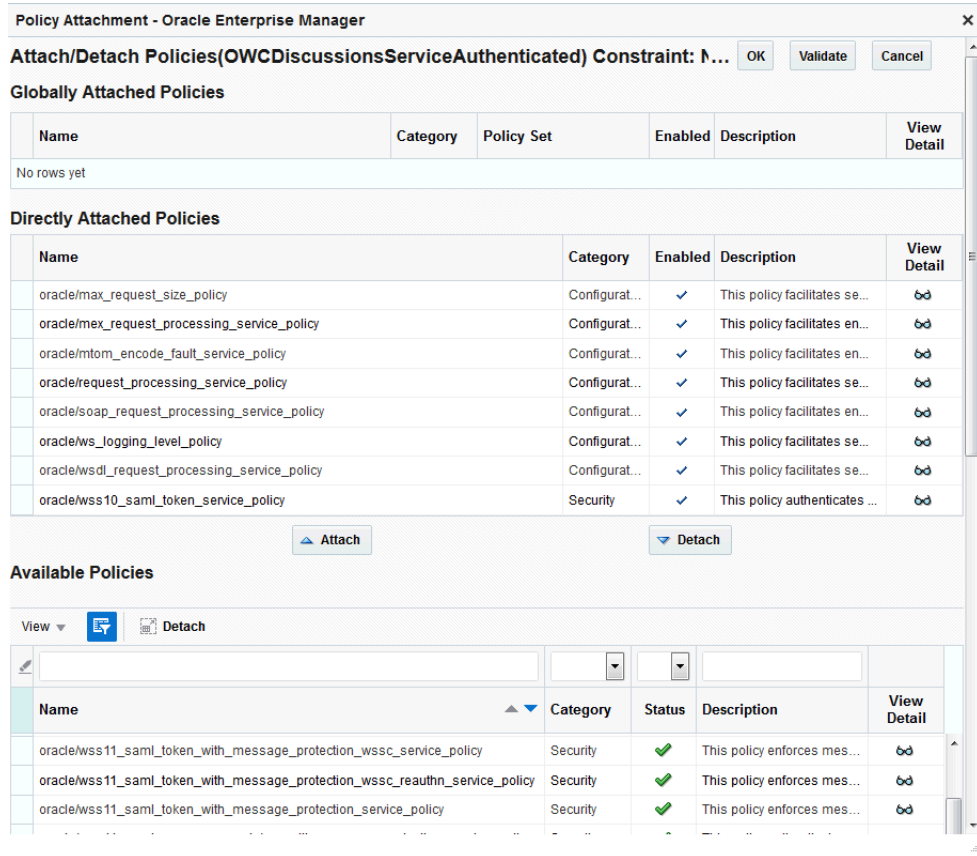 Policy Attachment - Oracle Enterprise Manager
Attach/Detach Policies(OWCDiscussionsServiceAuthenticated) Constraint: N... OK Validate Cancel
Globally Attached Policies
Name Category Policy Set Enabled Description View Detail
No rows yet
Directly Attached Policies
Name Category Enabled Description View Detail
oracle/max_request_size_policy Configurat... This policy facilitates se...
oracle/mex_request_processing_service_policy Configurat... This policy facilitates en...
oracle/mtom_encode_fault_service_policy Configurat... This policy facilitates en...
oracle/request_processing_service_policy Configurat... This policy facilitates se...
oracle/soap_request_processing_service_policy Configurat... This policy facilitates en...
oracle/ws_logging_level_policy Configurat... This policy facilitates se...
oracle/wsdl_request_processing_service_policy Configurat... This policy facilitates se...
oracle/wss10_saml_token_service_policy Security This policy authenticates ...
Attach Detach
Available Policies
View Detach
Name Category Status Description View Detail
oracle/wss11_saml_token_with_message_protection_wssc_service_policy Security This policy enforces mes...
oracle/wss11_saml_token_with_message_protection_wssc_reauthn_service_policy Security This policy enforces mes...
oracle/wss11_saml_token_with_message_protection_service_policy Security This policy enforces mes...